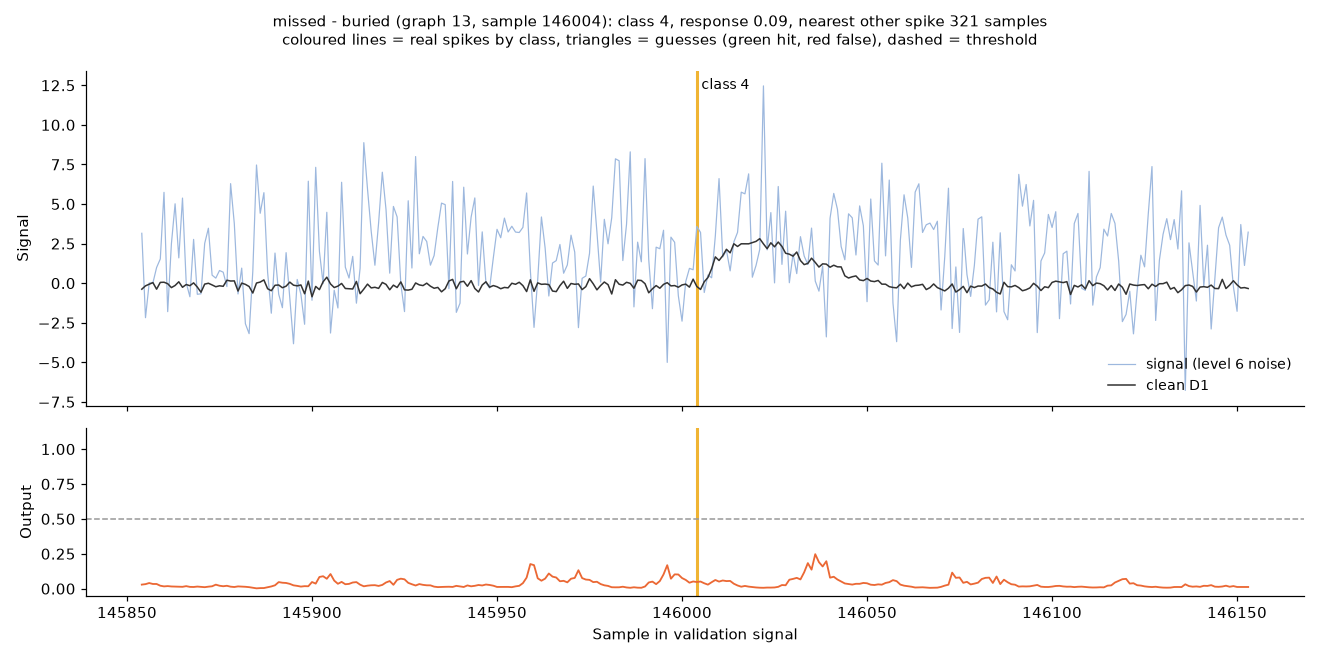 missed - buried (graph 13, sample 146004): class 4, response 0.09, nearest other spike 321 samples
coloured lines = real spikes by class, triangles = guesses (green hit, red false), dashed = threshold
12.5
10.0
7.5
5.0
2.5
0.0
−2.5
−5.0
−7.5
Signal
class 4
signal (level 6 noise)
clean D1
1.00
0.75
0.50
0.25
0.00
Output
145850
145900
145950
146000
146050
146100
146150
Sample in validation signal